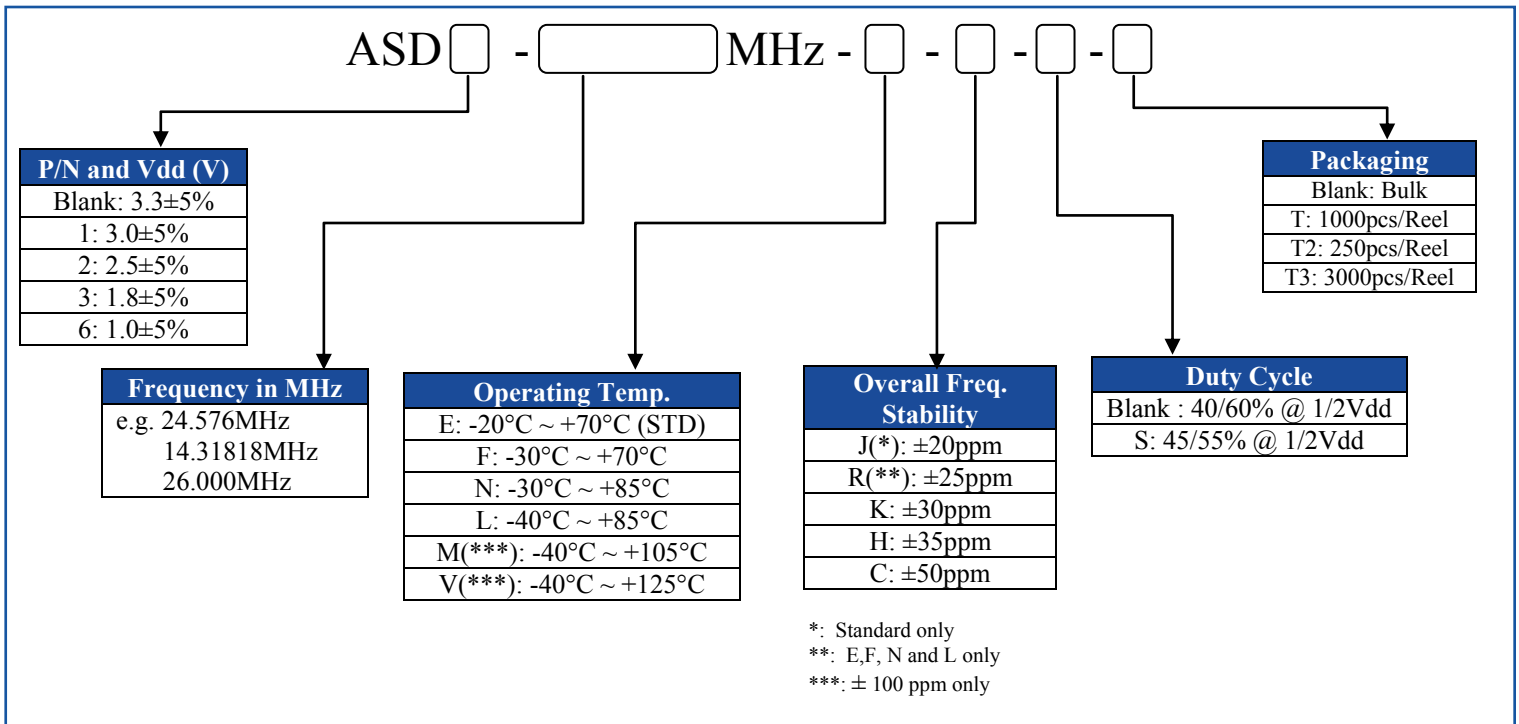 ASD - MHz - - - -
P/N and Vdd (V)
Blank: 3.3±5%
1: 3.0±5%
2: 2.5±5%
3: 1.8±5%
6: 1.0±5%
Frequency in MHz
e.g. 24.576MHz
14.31818MHz
26.000MHz
Operating Temp.
E: -20°C ~ +70°C (STD)
F: -30°C ~ +70°C
N: -30°C ~ +85°C
L: -40°C ~ +85°C
M(***): -40°C ~ +105°C
V(***): -40°C ~ +125°C
Overall Freq.
Stability
J(*): ±20ppm
R(**): ±25ppm
K: ±30ppm
H: ±35ppm
C: ±50ppm
*: Standard only
**: E,F, N and L only
***: ± 100 ppm only
Duty Cycle
Blank : 40/60% @ 1/2Vdd
S: 45/55% @ 1/2Vdd
Packaging
Blank: Bulk
T: 1000pcs/Reel
T2: 250pcs/Reel
T3: 3000pcs/Reel